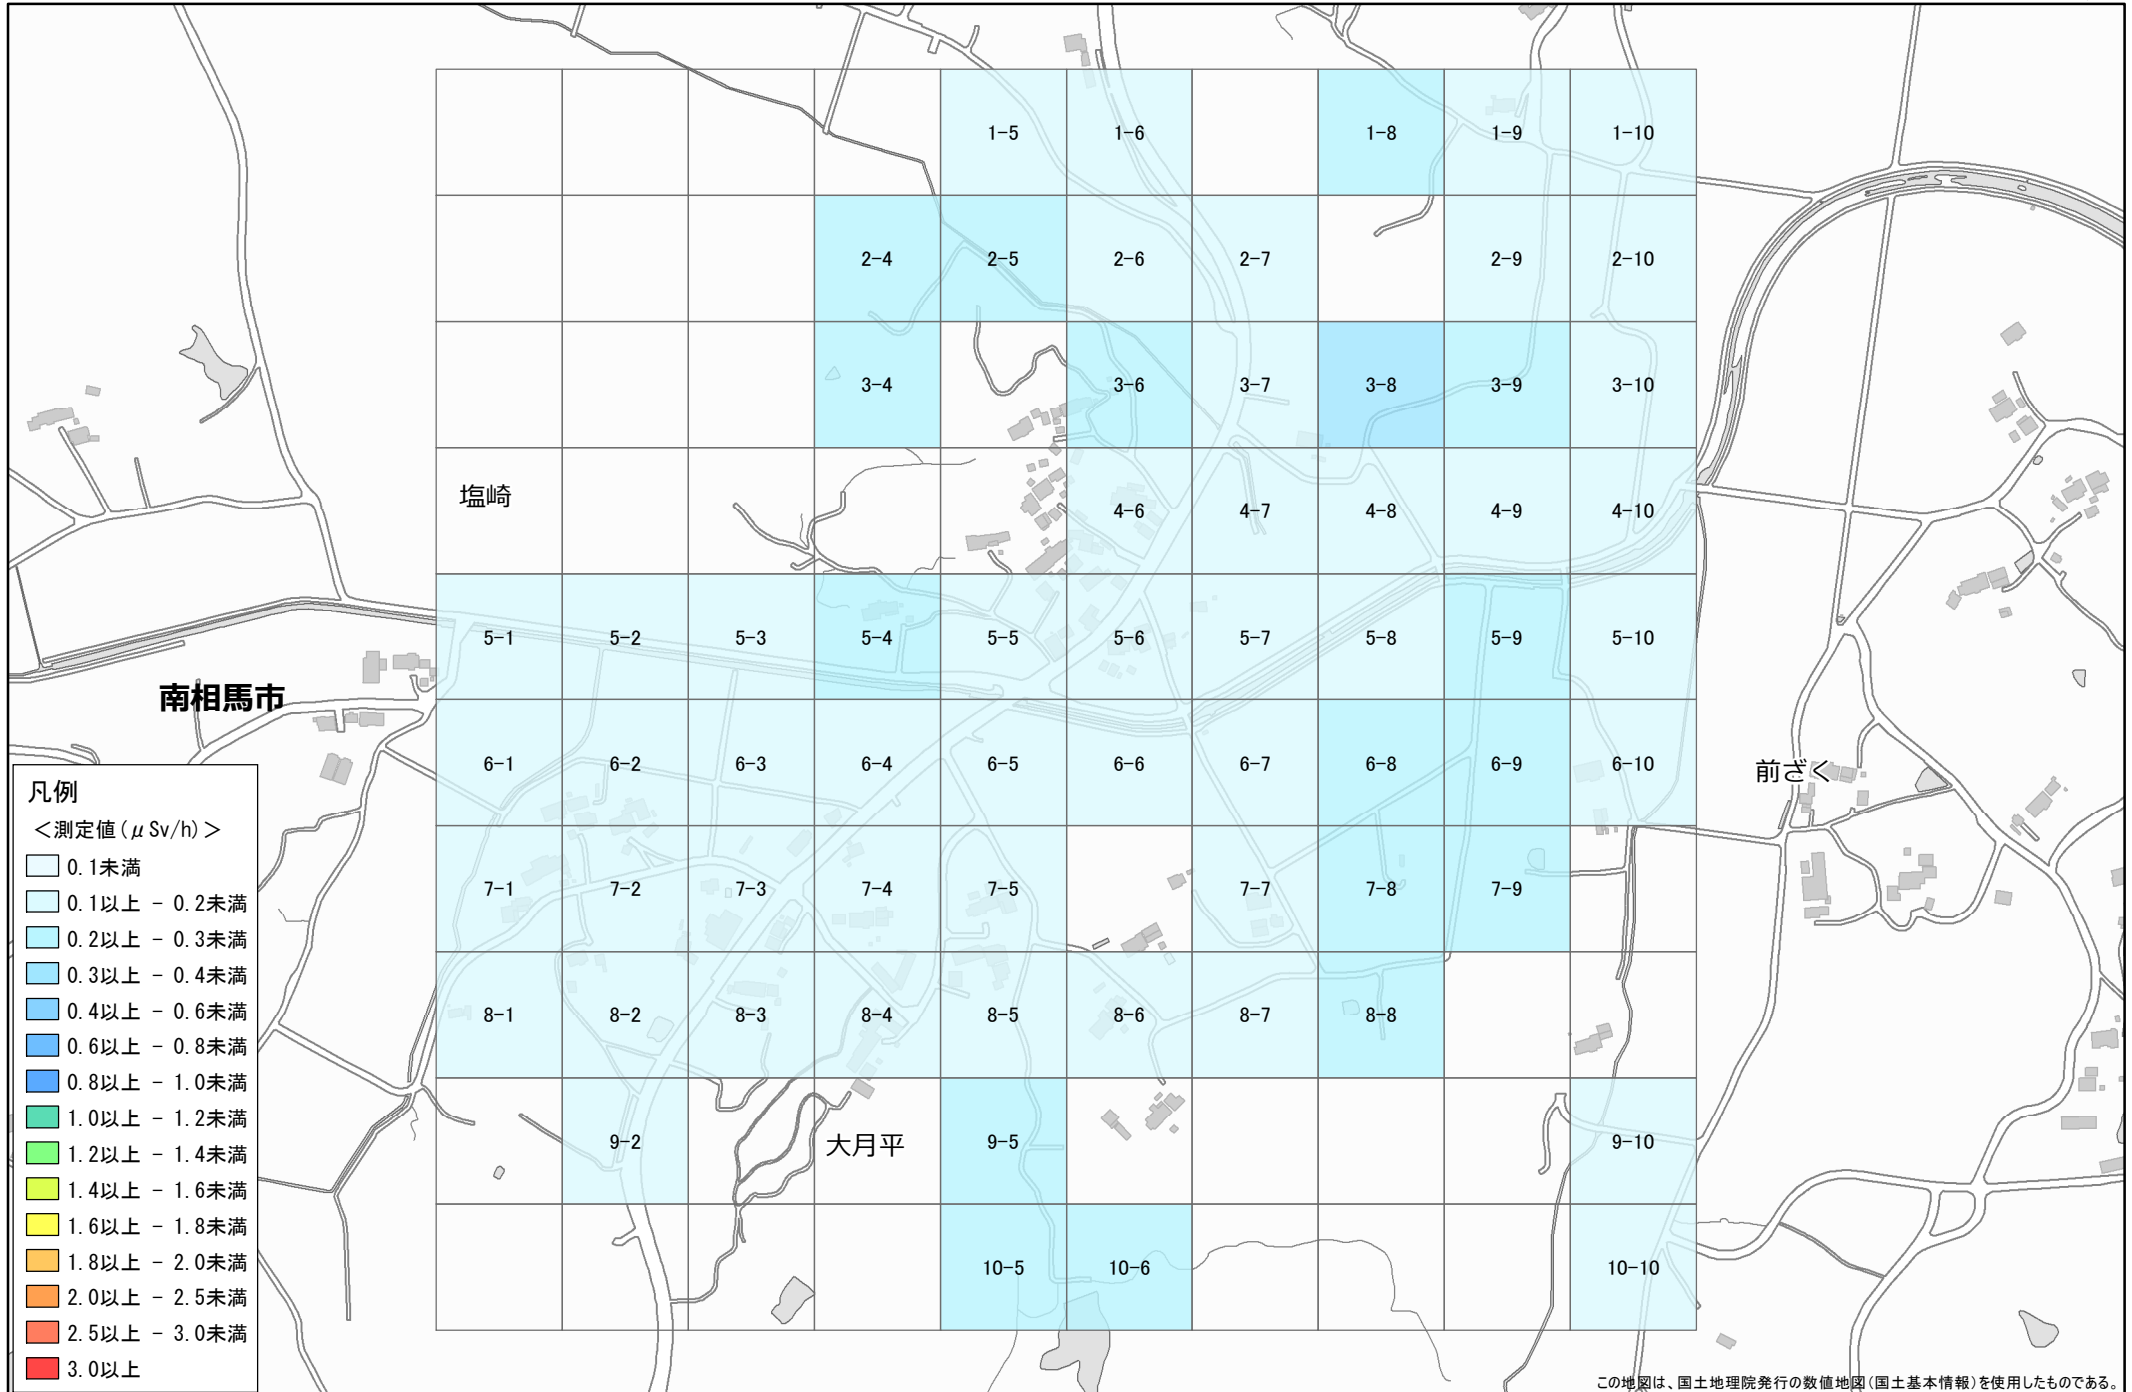 1-5 1-6 1-8 1-9 1-10
2-4 2-5 2-6 2-7 2-9 2-10
3-4 3-6 3-7 3-8 3-9 3-10
塩崎
4-6 4-7 4-8 4-9 4-10
5-1 5-2 5-3 5-4 5-5 5-6 5-7 5-8 5-9 5-10
南相馬市
6-1 6-2 6-3 6-4 6-5 6-6 6-7 6-8 6-9 6-10
前ざく
7-1 7-2 7-3 7-4 7-5 7-7 7-8 7-9
8-1 8-2 8-3 8-4 8-5 8-6 8-7 8-8
9-2 大月平 9-5 9-10
10-5 10-6 10-10
凡例
＜測定値(μSv/h)＞
0.1未満
0.1以上 - 0.2未満
0.2以上 - 0.3未満
0.3以上 - 0.4未満
0.4以上 - 0.6未満
0.6以上 - 0.8未満
0.8以上 - 1.0未満
1.0以上 - 1.2未満
1.2以上 - 1.4未満
1.4以上 - 1.6未満
1.6以上 - 1.8未満
1.8以上 - 2.0未満
2.0以上 - 2.5未満
2.5以上 - 3.0未満
3.0以上
この地図は、国土地理院発行の数値地図(国土基本情報)を使用したものである。